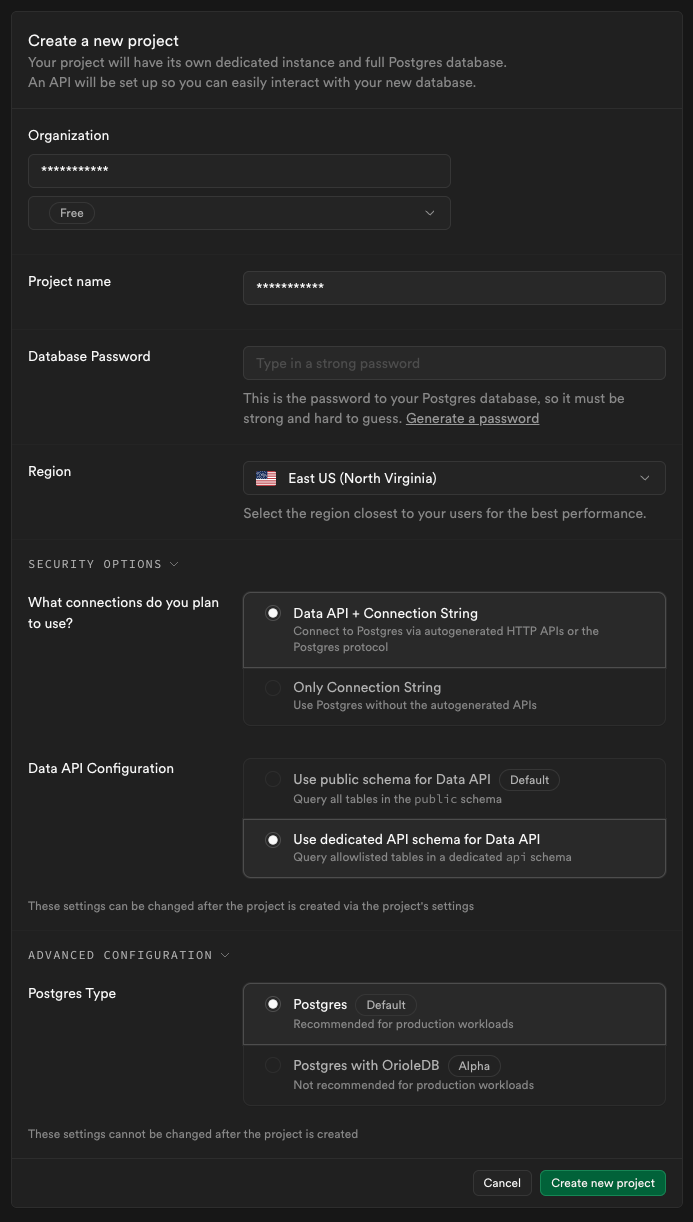 Create a new project
Your project will have its own dedicated instance and full Postgres database.
An API will be set up so you can easily interact with your new database.
Organization
***********
Free
Project name
***********
Database Password
Type in a strong password
This is the password to your Postgres database, so it must be
strong and hard to guess. Generate a password
Region
East US (North Virginia)
Select the region closest to your users for the best performance.
SECURITY OPTIONS
What connections do you plan
to use?
Data API + Connection String
Connect to Postgres via autogenerated HTTP APIs or the
Postgres protocol
Only Connection String
Use Postgres without the autogenerated APIs
Data API Configuration
Use public schema for Data API Default
Query all tables in the public schema
Use dedicated API schema for Data API
Query allowlisted tables in a dedicated api schema
These settings can be changed after the project is created via the project's settings
ADVANCED CONFIGURATION
Postgres Type
Postgres Default
Recommended for production workloads
Postgres with OrioleDB Alpha
Not recommended for production workloads
These settings cannot be changed after the project is created
Cancel Create new project